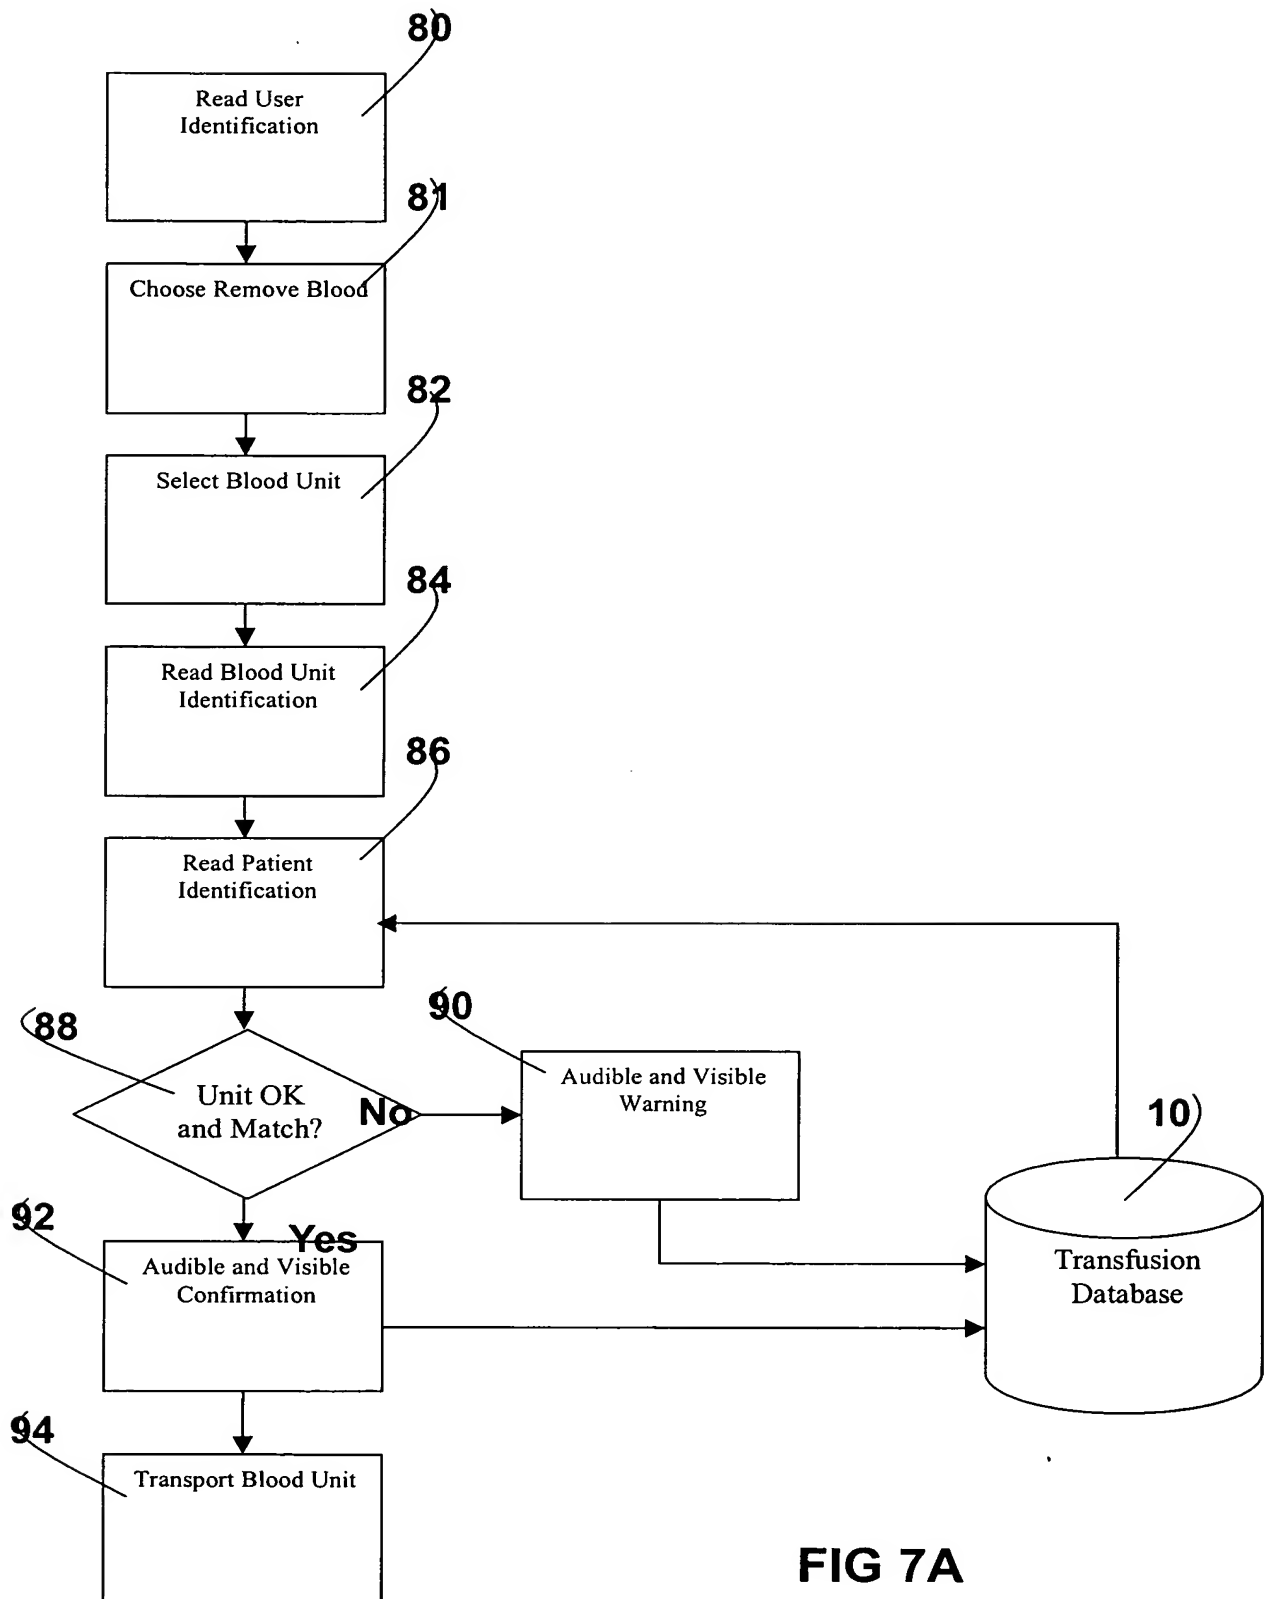 80
Read User
Identification
81
Choose Remove Blood
82
Select Blood Unit
84
Read Blood Unit
Identification
86
Read Patient
Identification
88
Unit OK
and Match?
No
90
Audible and Visible
Warning
10
Transfusion
Database
92
Yes
Audible and Visible
Confirmation
94
Transport Blood Unit
FIG 7A